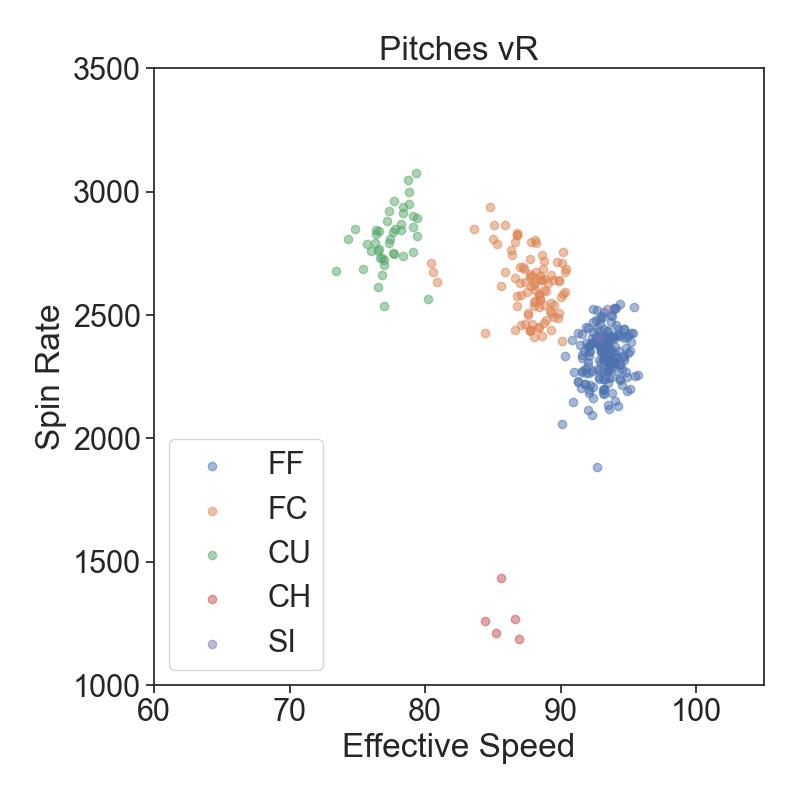 Pitches vR
3500
3000
2500
2000
1500
1000
Spin Rate
FF
FC
CU
CH
SI
60 70 80 90 100
Effective Speed